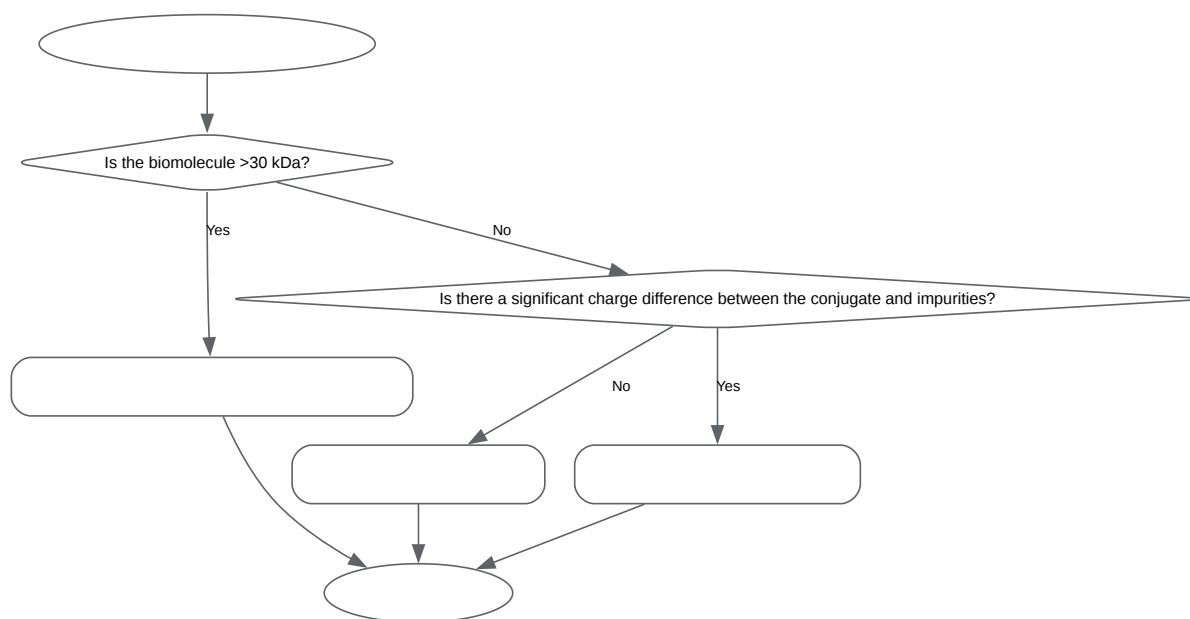 Is the biomolecule >30 kDa?
Yes
No
Is there a significant charge difference between the conjugate and impurities?
No
Yes